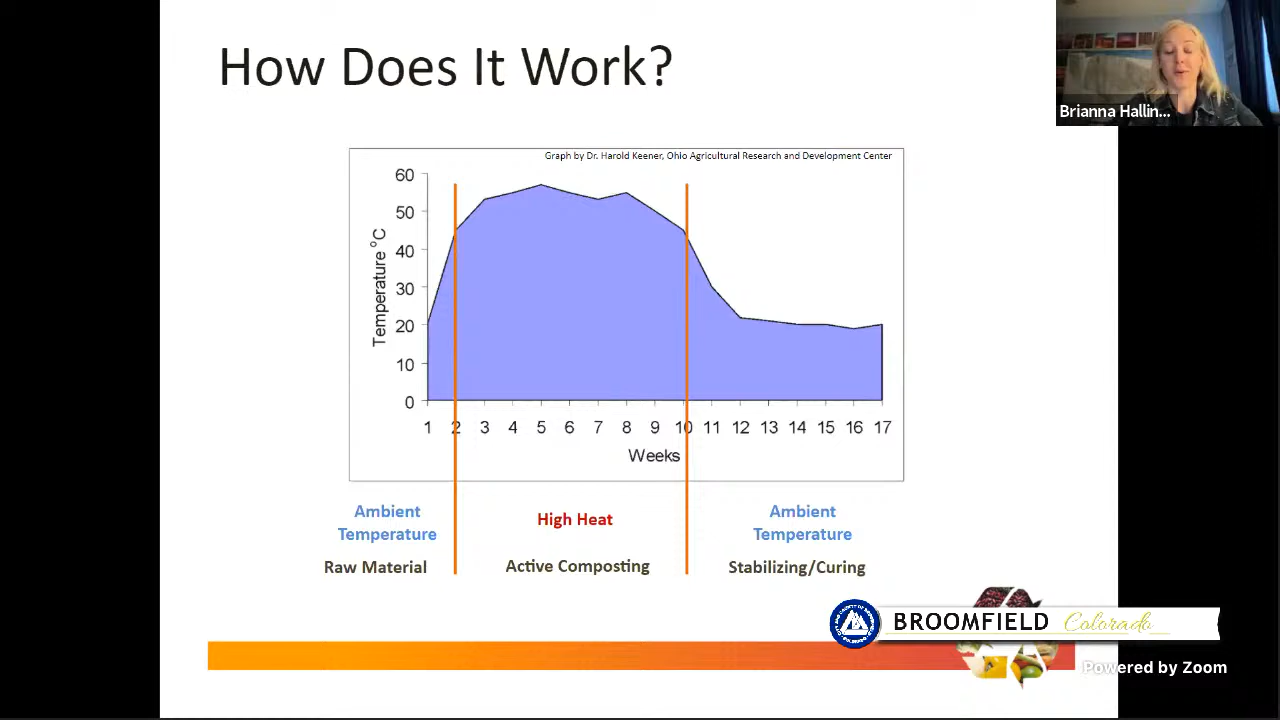 How Does It Work?
Brianna Hallin...
Graph by Dr. Harold Keener, Ohio Agricultural Research and Development Center
60
50
40
30
20
10
0
Temperature °C
1 2 3 4 5 6 7 8 9 10 11 12 13 14 15 16 17
Weeks
Ambient
Temperature
High Heat
Ambient
Temperature
Raw Material
Active Composting
Stabilizing/Curing
BROOMFIELD Colorado
Powered by Zoom